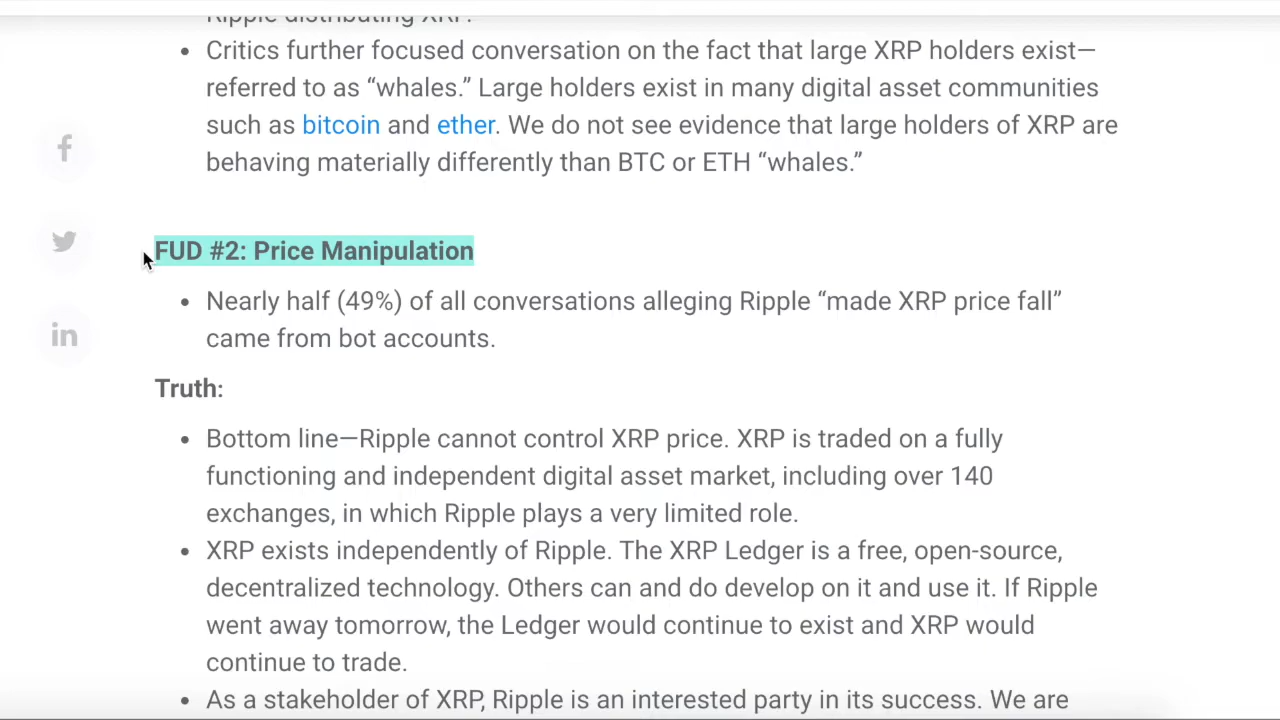 Ripple distributing XRP.
• Critics further focused conversation on the fact that large XRP holders exist—
referred to as “whales.” Large holders exist in many digital asset communities
such as bitcoin and ether. We do not see evidence that large holders of XRP are
behaving materially differently than BTC or ETH “whales.”
FUD #2: Price Manipulation
• Nearly half (49%) of all conversations alleging Ripple “made XRP price fall”
came from bot accounts.
Truth:
• Bottom line—Ripple cannot control XRP price. XRP is traded on a fully
functioning and independent digital asset market, including over 140
exchanges, in which Ripple plays a very limited role.
• XRP exists independently of Ripple. The XRP Ledger is a free, open-source,
decentralized technology. Others can and do develop on it and use it. If Ripple
went away tomorrow, the Ledger would continue to exist and XRP would
continue to trade.
• As a stakeholder of XRP, Ripple is an interested party in its success. We are